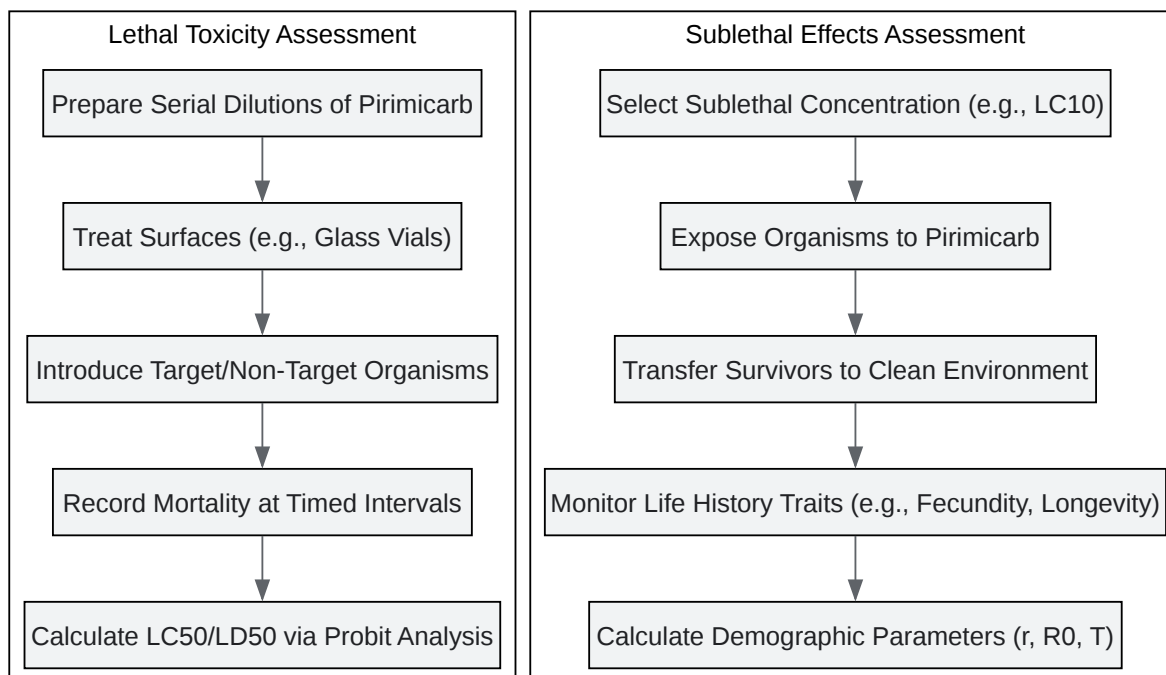 Lethal Toxicity Assessment
Prepare Serial Dilutions of Pirimicarb
Treat Surfaces (e.g., Glass Vials)
Introduce Target/Non-Target Organisms
Record Mortality at Timed Intervals
Calculate LC50/LD50 via Probit Analysis
Sublethal Effects Assessment
Select Sublethal Concentration (e.g., LC10)
Expose Organisms to Pirimicarb
Transfer Survivors to Clean Environment
Monitor Life History Traits (e.g., Fecundity, Longevity)
Calculate Demographic Parameters (r, R0, T)